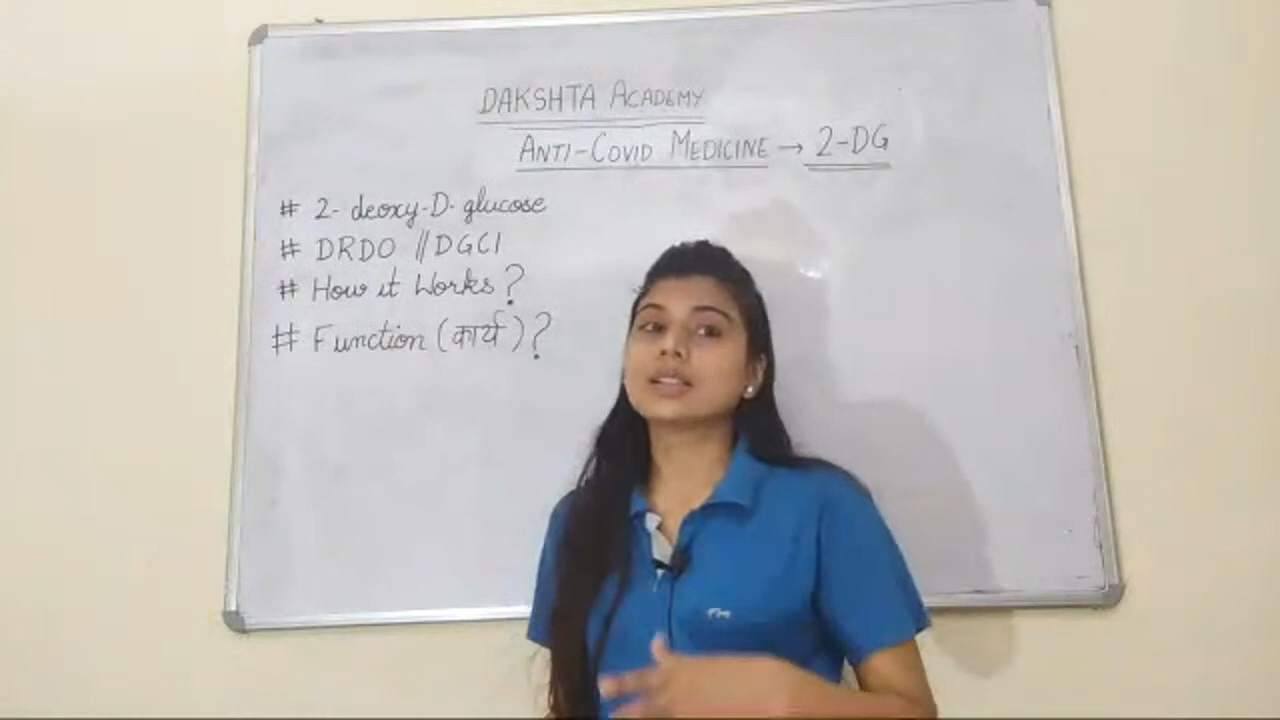 DAKSHTA ACADEMY
ANTI-COVID MEDICINE → 2-DG
# 2-deoxy-D-glucose
# DRDO // DGCI
# How it Works ?
# Function (कार्य) ?